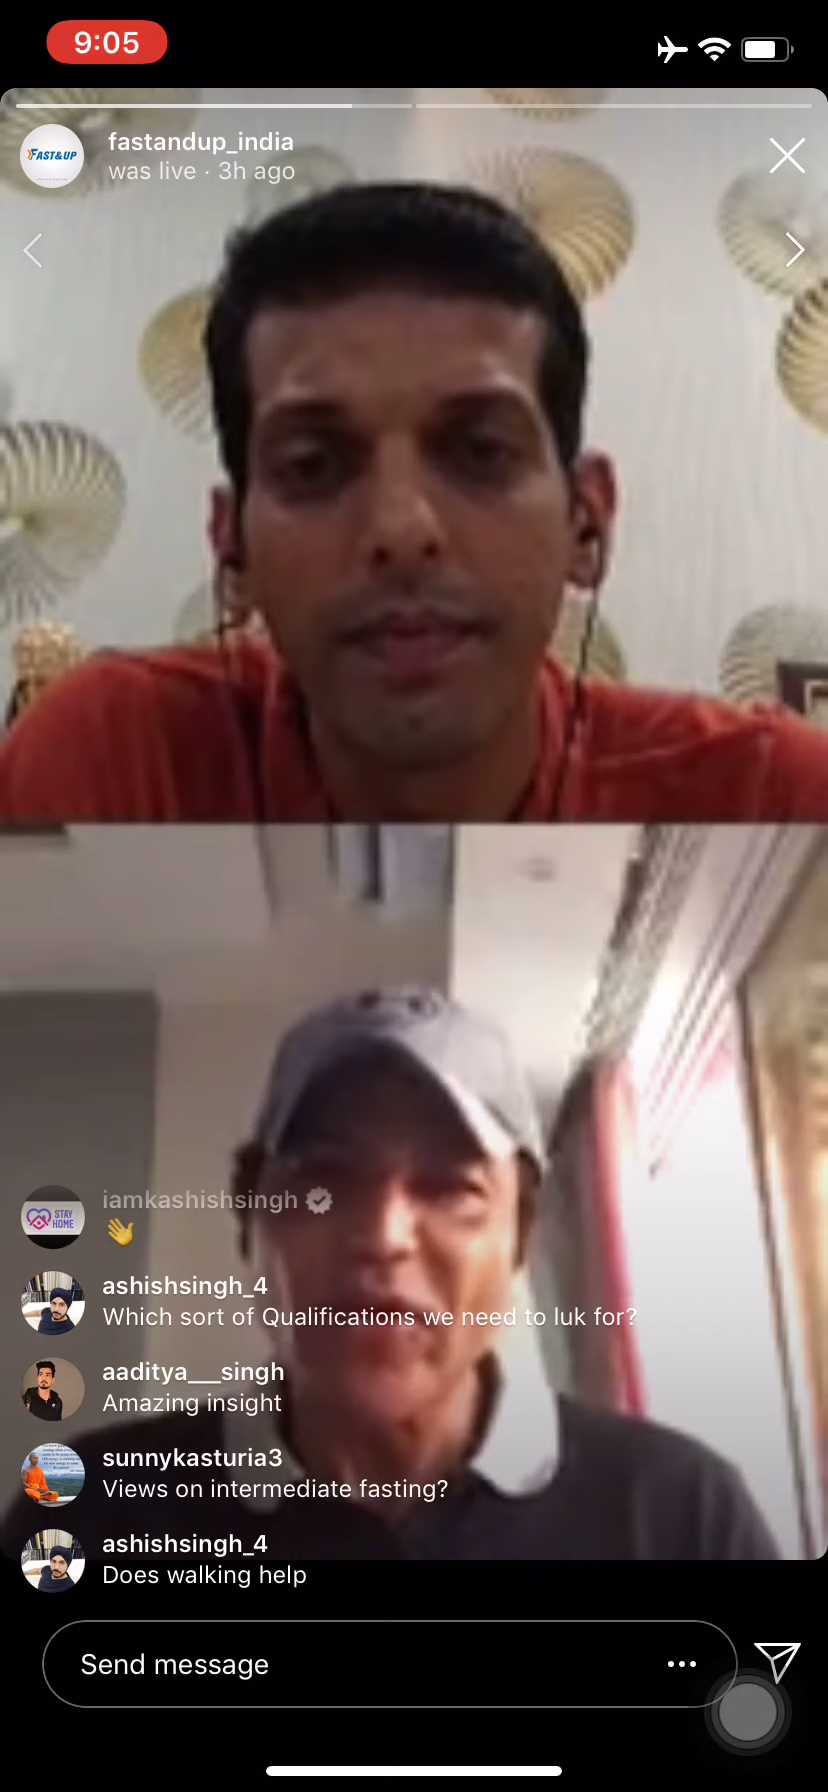 9:05
fastandup_india
was live · 3h ago
FAST&UP
iamkashishsingh
STAY
HOME
👋
ashishsingh_4
Which sort of Qualifications we need to luk for?
aaditya___singh
Amazing insight
sunnykasturia3
Views on intermediate fasting?
ashishsingh_4
Does walking help
Send message